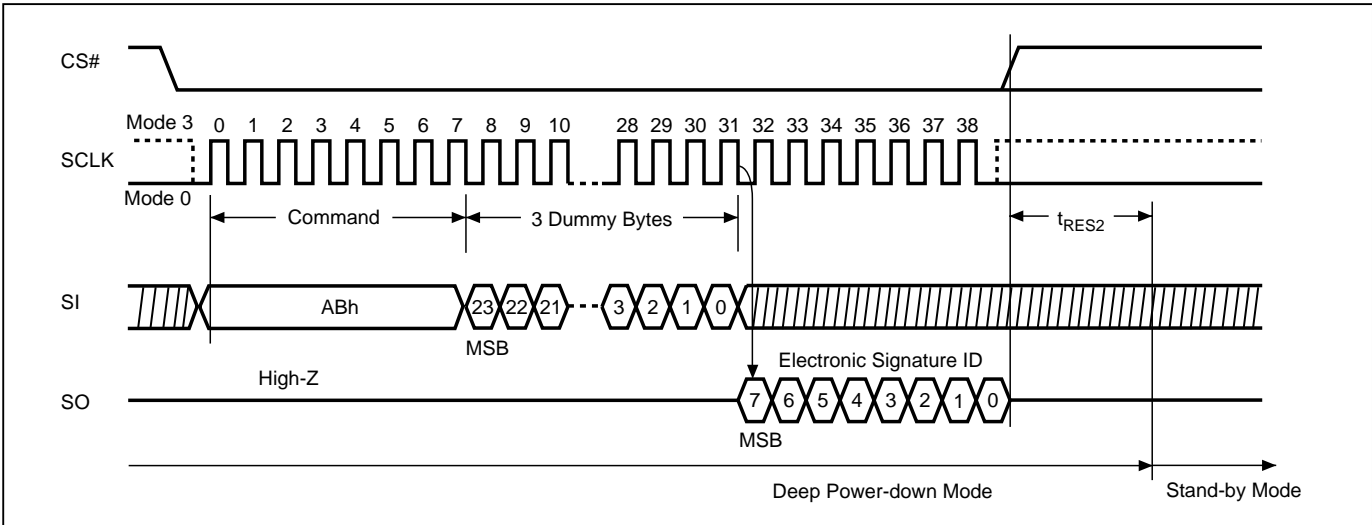 CS#
Mode 3 0 1 2 3 4 5 6 7 8 9 10 28 29 30 31 32 33 34 35 36 37 38
SCLK
Mode 0
Command 3 Dummy Bytes tRES2
SI ABh 23 22 21 3 2 1 0
MSB
Electronic Signature ID
High-Z
SO 7 6 5 4 3 2 1 0
MSB
Deep Power-down Mode Stand-by Mode